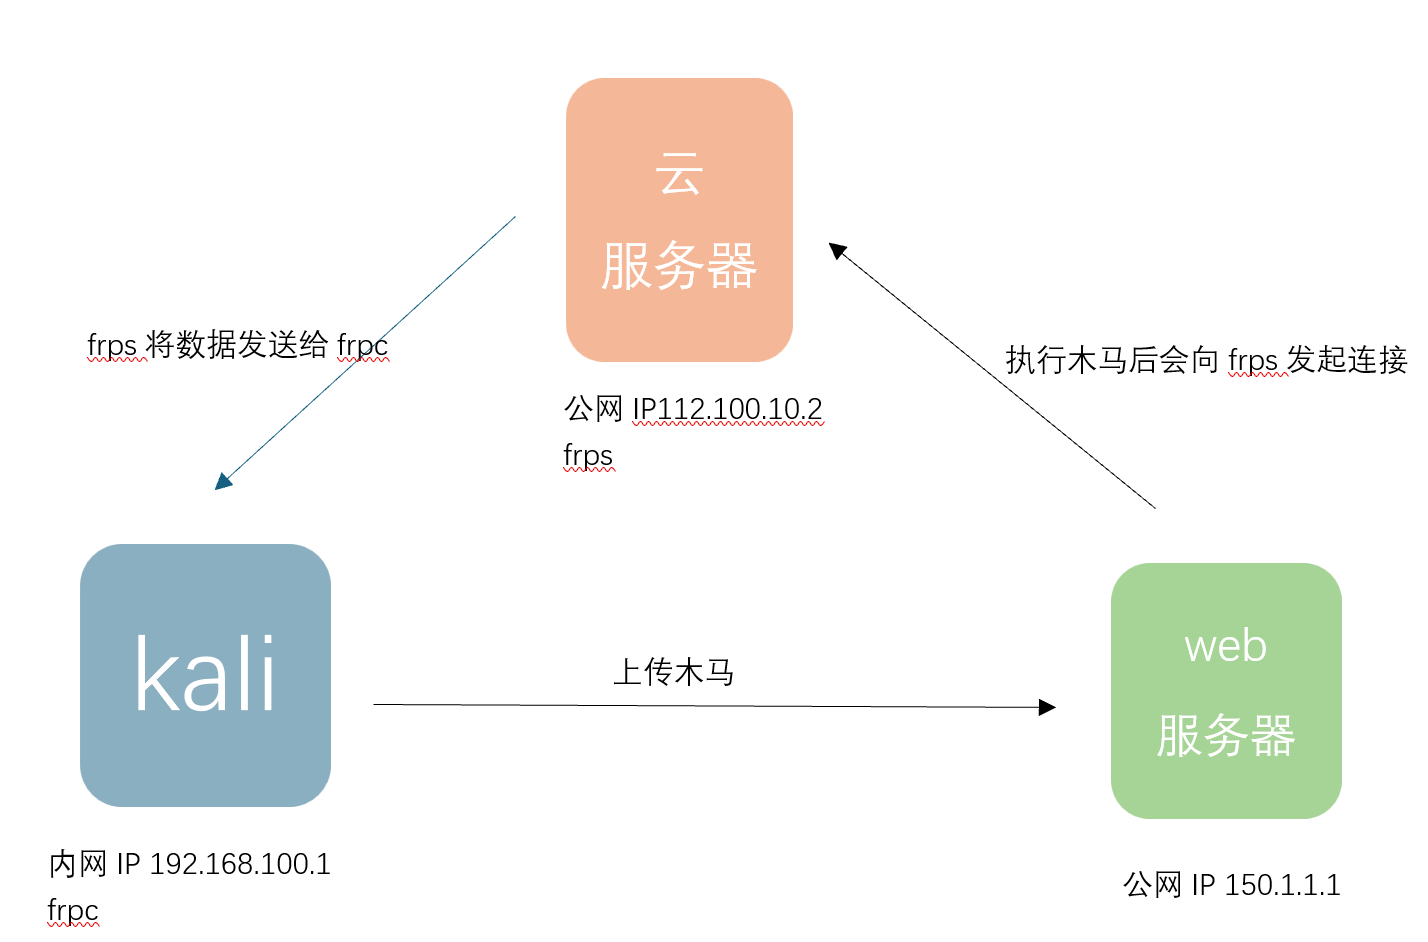 云
服务器
frps 将数据发送给 frpc
执行木马后会向 frps 发起连接
公网 IP112.100.10.2
frps
kali
上传木马
web
服务器
内网 IP 192.168.100.1
frpc
公网 IP 150.1.1.1